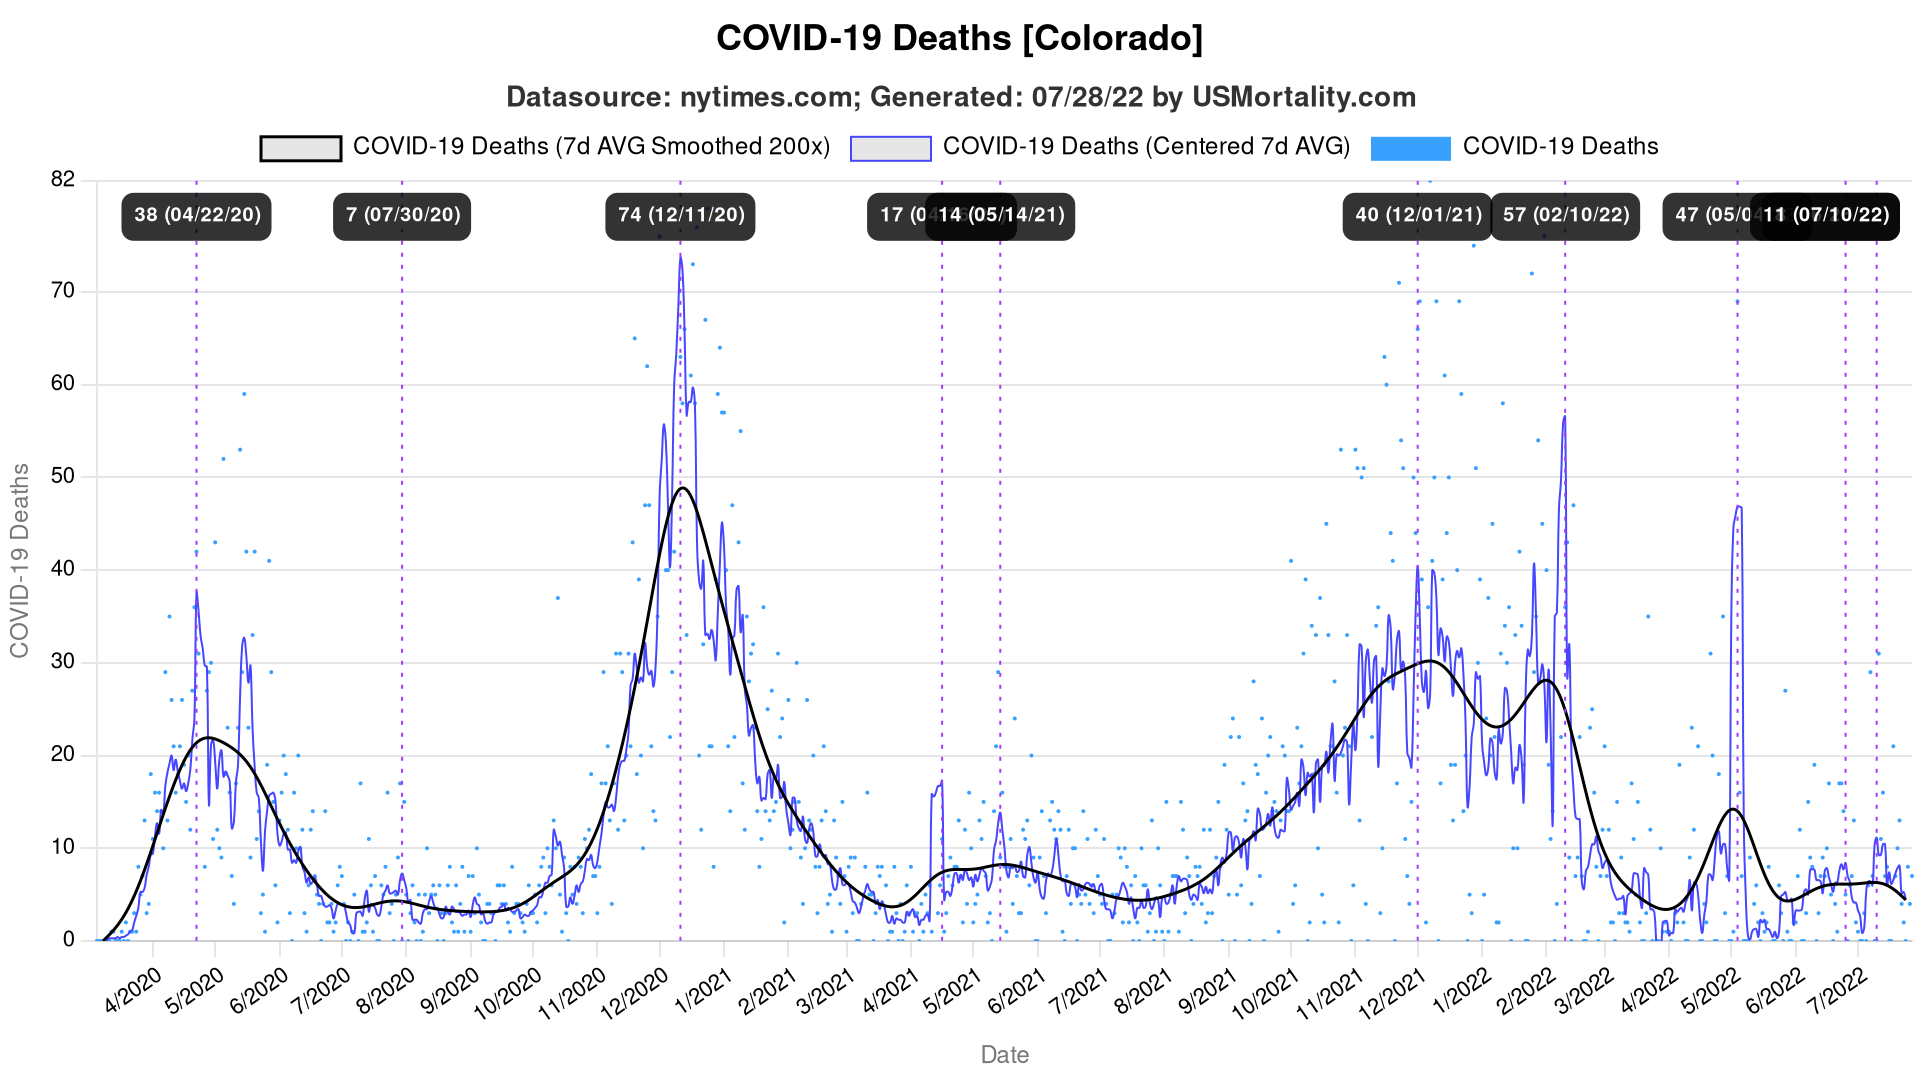 COVID-19 Deaths [Colorado]
Datasource: nytimes.com; Generated: 07/28/22 by USMortality.com
COVID-19 Deaths (7d AVG Smoothed 200x) COVID-19 Deaths (Centered 7d AVG) COVID-19 Deaths
82
38 (04/22/20) 7 (07/30/20) 74 (12/11/20) 17 14 (05/14/21) 40 (12/01/21) 57 (02/10/22) 47 11 (07/10/22)
70
60
50
40
30
20
10
0
COVID-19 Deaths
4/2020 5/2020 6/2020 7/2020 8/2020 9/2020 10/2020 11/2020 12/2020 1/2021 2/2021 3/2021 4/2021 5/2021 6/2021 7/2021 8/2021 9/2021 10/2021 11/2021 12/2021 1/2022 2/2022 3/2022 4/2022 5/2022 6/2022 7/2022
Date